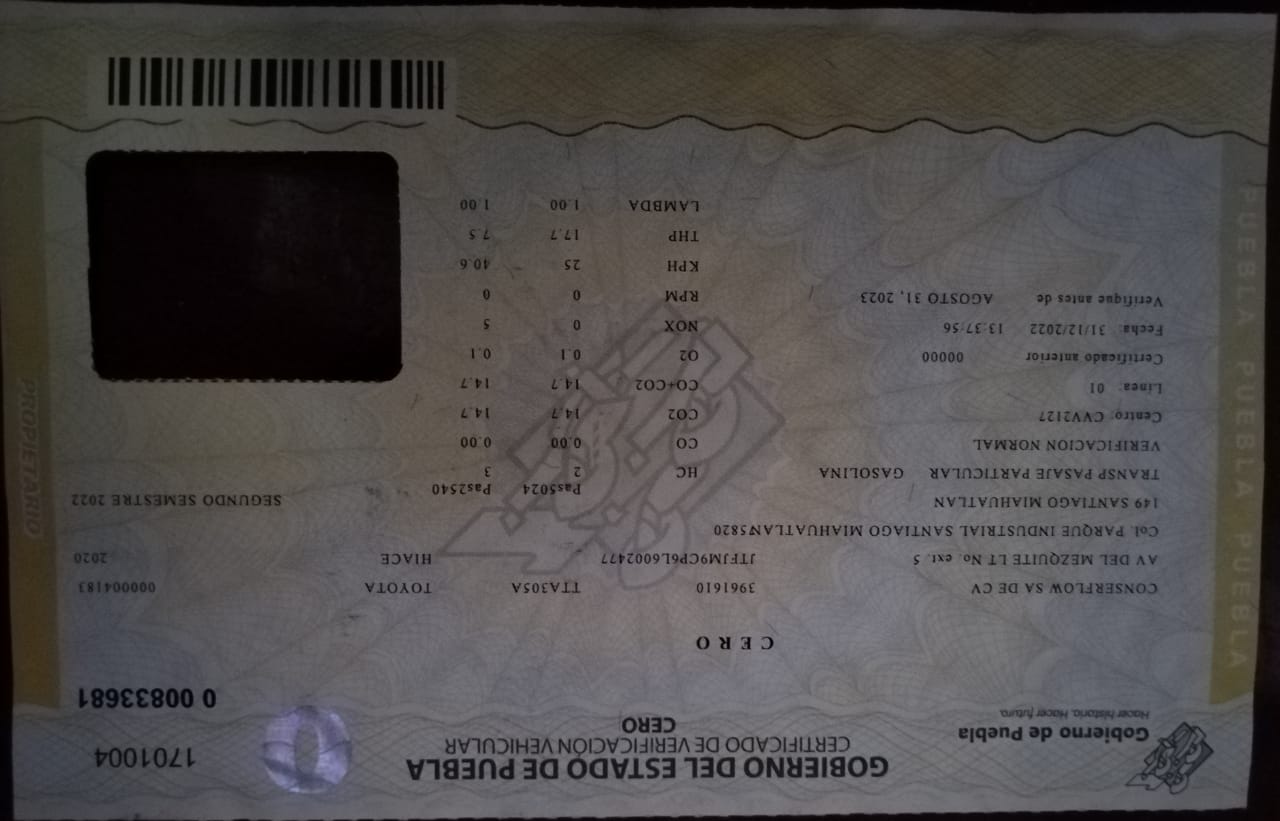 Gobierno de Puebla
Hacer historia. Hacer futuro.
GOBIERNO DEL ESTADO DE PUEBLA
CERTIFICADO DE VERIFICACIÓN VEHICULAR
CERO
0
1701004
0 00833681
CERO
CONSERFLOW SA DE CV 3961610 TTA305A TOYOTA 000004183
AV DEL MEZQUITE LT No. ext. 5 JTFJM9CP6L6002477 HIACE 2020
Col. PARQUE INDUSTRIAL SANTIAGO MIAHUATLAN 75820
149 SANTIAGO MIAHUATLAN SEGUNDO SEMESTRE 2022
Pas5024 Pas2540
TRANSP PASAJE PARTICULAR GASOLINA HC 2 3
VERIFICACION NORMAL CO 0.00 0.00
Centro: CVV2127 CO2 14.7 14.7
Linea: 01 CO+CO2 14.7 14.7
Certificado anterior 00000 O2 0.1 0.1
Fecha: 31/12/2022 13:37:56 NOX 0 5
Verifique antes de AGOSTO 31, 2023 RPM 0 0
KPH 25 40.6
THP 17.7 7.5
LAMBDA 1.00 1.00
PUEBLA PUEBLA PUEBLA PUEBLA
PROPIETARIO